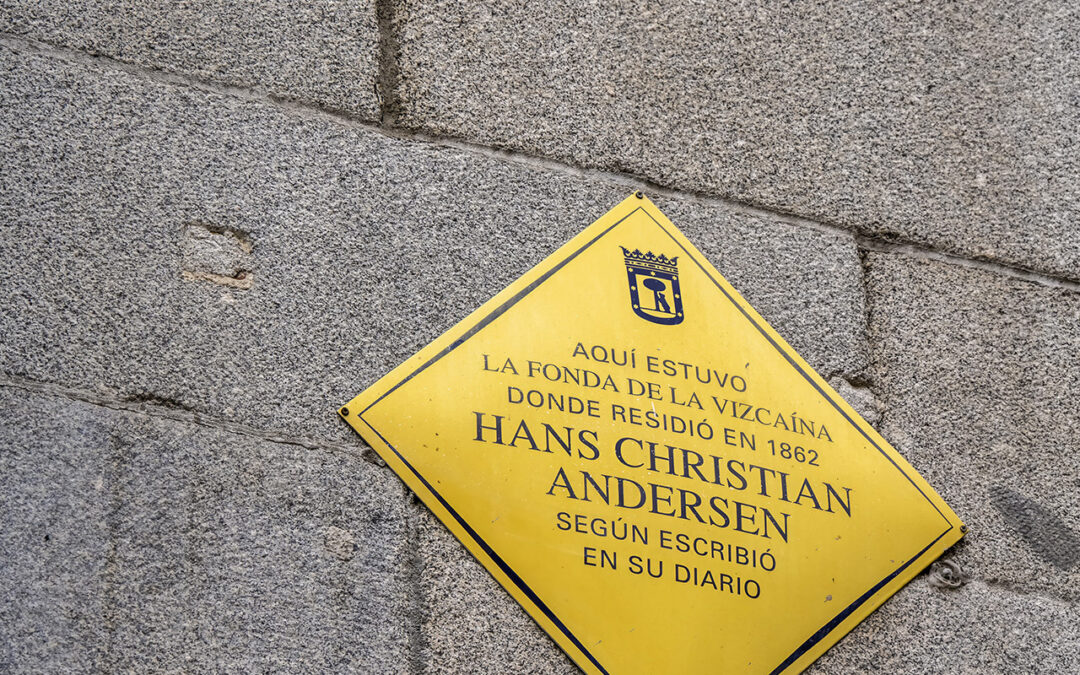 AQUÍ ESTUVO
LA FONDA DE LA VIZCAÍNA
DONDE RESIDIÓ EN 1862
HANS CHRISTIAN
ANDERSEN
SEGÚN ESCRIBIÓ
EN SU DIARIO